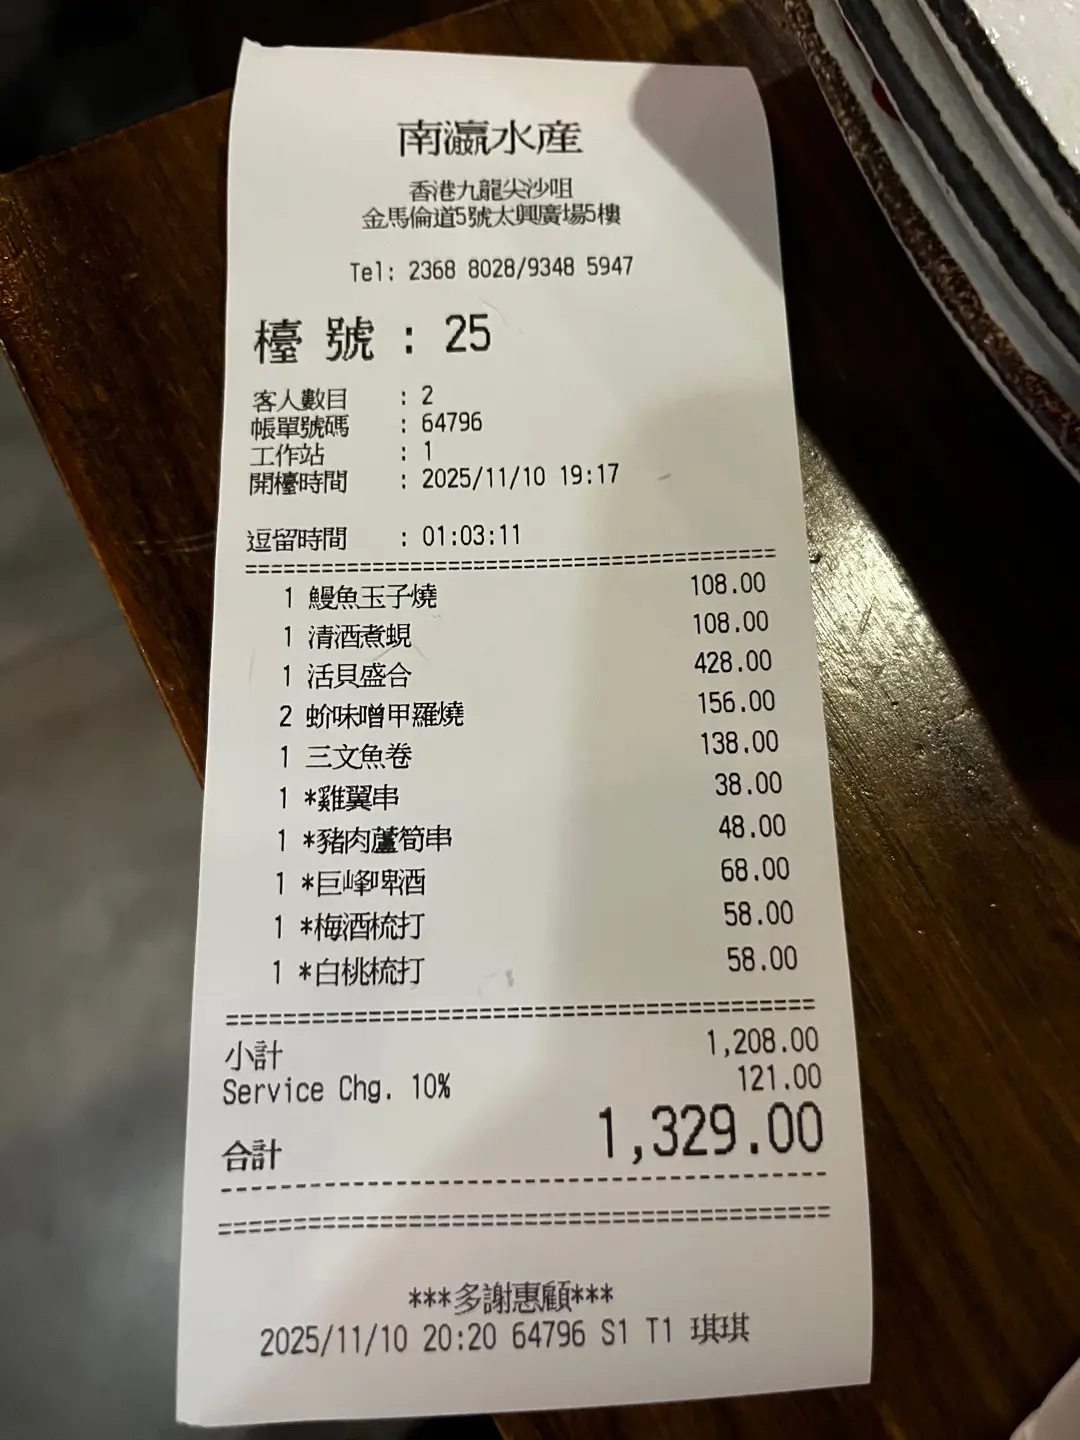 南瀛水産
香港九龍尖沙咀
金馬倫道5號太興廣場5樓
Tel: 2368 8028/9348 5947
檯 號 : 25
客人數目 : 2
帳單號碼 : 64796
工作站 : 1
開檯時間 : 2025/11/10 19:17
逗留時間 : 01:03:11
1 鰻魚玉子燒 108.00
1 清酒煮蜆 108.00
1 活貝盛合 428.00
2 蚧味噌甲羅燒 156.00
1 三文魚卷 138.00
1 *雞翼串 38.00
1 *豬肉蘆筍串 48.00
1 *巨峰啤酒 68.00
1 *梅酒梳打 58.00
1 *白桃梳打 58.00
小計 1,208.00
Service Chg. 10% 121.00
合計 1,329.00
***多謝惠顧***
2025/11/10 20:20 64796 S1 T1 琪琪